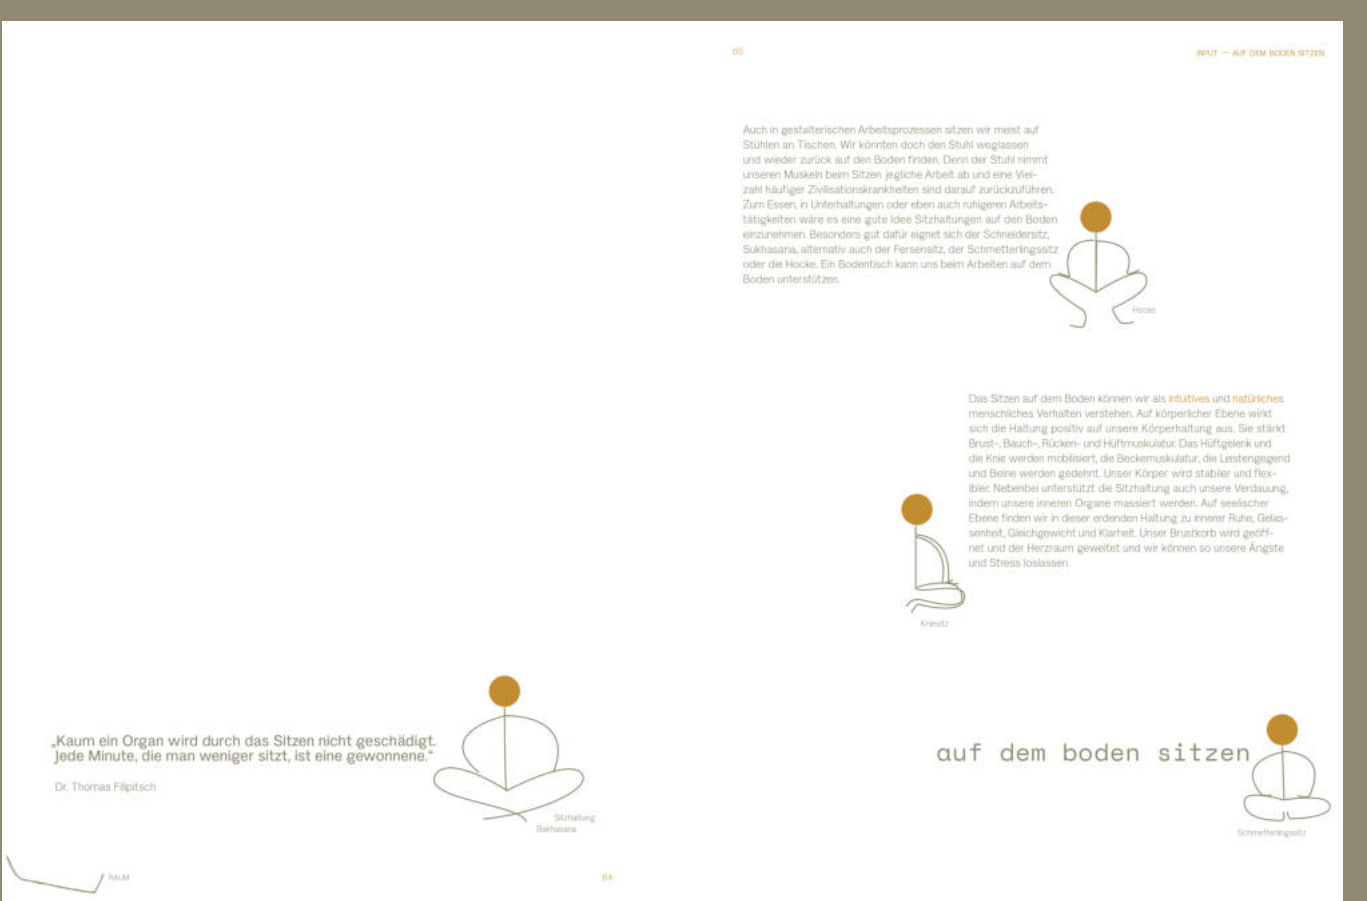 „Kaum ein Organ wird durch das Sitzen nicht geschädigt.
Jede Minute, die man weniger sitzt, ist eine gewonnene.“
Dr. Thomas Filipitsch
Sitzhaltung
Bakhasana
RAUM
64
65
INPUT — AUF DEM BODEN SITZEN
Auch in gestalterischen Arbeitsprozessen sitzen wir meist auf
Stühlen an Tischen. Wir könnten doch den Stuhl weglassen
und wieder zurück auf den Boden finden. Denn der Stuhl nimmt
unseren Muskeln beim Sitzen jegliche Arbeit ab und eine Viel-
zahl häufiger Zivilisationskrankheiten sind darauf zurückzuführen.
Zum Essen, in Unterhaltungen oder eben auch ruhigeren Arbeits-
tätigkeiten wäre es eine gute Idee Sitzhaltungen auf den Boden
einzunehmen. Besonders gut dafür eignet sich der Schneidersitz,
Sukhasana, alternativ auch der Fersensitz, der Schmetterlingssitz
oder die Hocke. Ein Bodentisch kann uns beim Arbeiten auf dem
Boden unterstützen.
Hocke
Das Sitzen auf dem Boden können wir als intuitives und natürliches
menschliches Verhalten verstehen. Auf körperlicher Ebene wirkt
sich die Haltung positiv auf unsere Körperhaltung aus. Sie stärkt
Brust-, Bauch-, Rücken- und Hüftmuskulatur. Das Hüftgelenk und
die Knie werden mobilisiert, die Beckemuskulatur, die Leistengegend
und Beine werden gedehnt. Unser Körper wird stabiler und flex-
ibler. Nebenbei unterstützt die Sitzhaltung auch unsere Verdauung,
indem unsere inneren Organe massiert werden. Auf seelischer
Ebene finden wir in dieser erdenden Haltung zu innerer Ruhe, Gelas-
senheit, Gleichgewicht und Klarheit. Unser Brustkorb wird geöff-
net und der Herzraum geweitet und wir können so unsere Ängste
und Stress loslassen.
Kniesitz
auf dem boden sitzen
Schmetterlingssitz